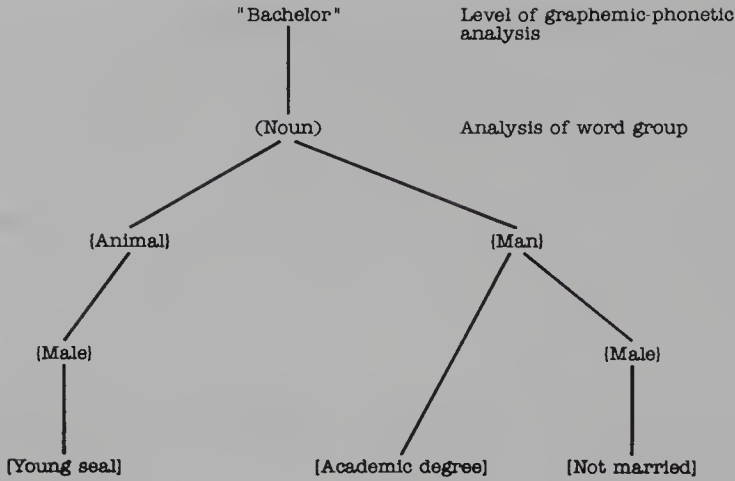 "Bachelor"
Level of graphemic-phonetic
analysis
(Noun)
Analysis of word group
{Animal}
{Man}
{Male}
{Male}
[Young seal]
[Academic degree]
[Not married]